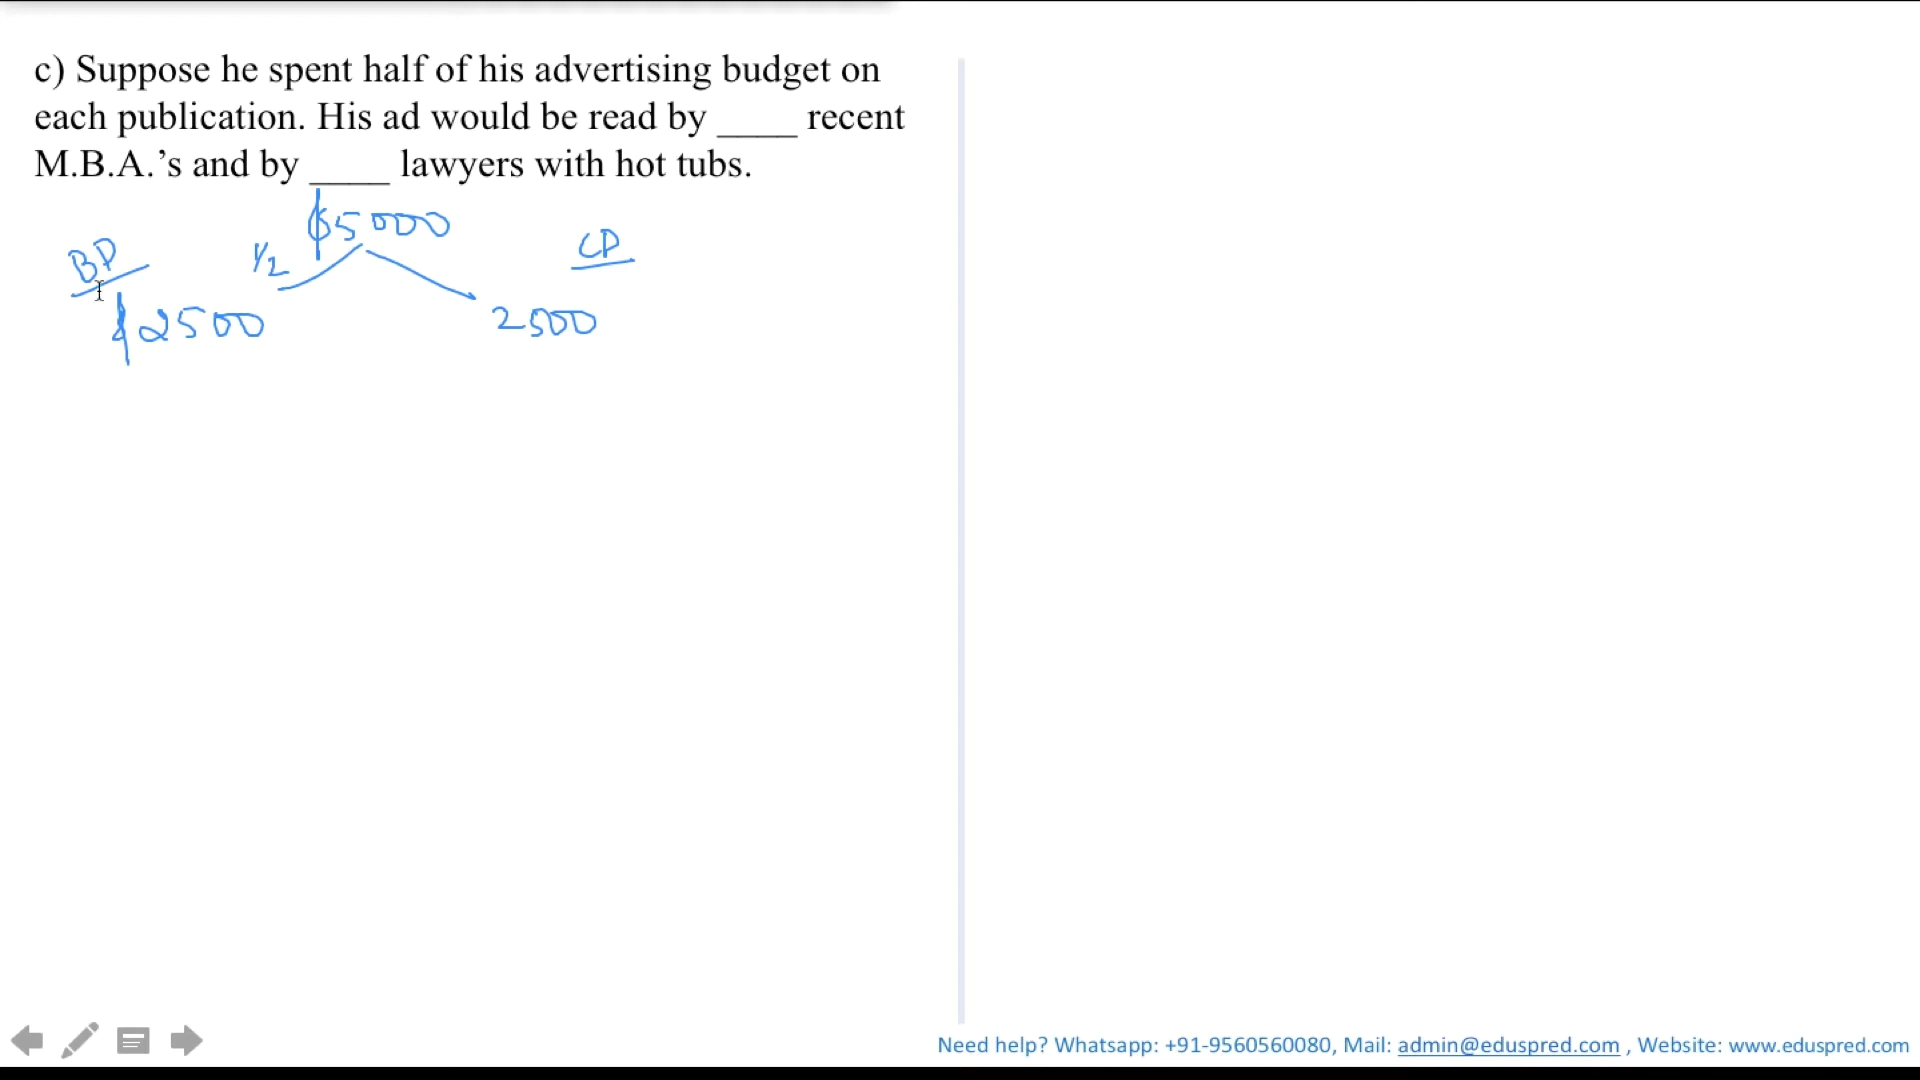 c) Suppose he spent half of his advertising budget on
each publication. His ad would be read by ____ recent
M.B.A.’s and by ____ lawyers with hot tubs.
$5000
BP 1/2 CP
$2500 2500
Need help? Whatsapp: +91-9560560080, Mail: admin@eduspred.com , Website: www.eduspred.com